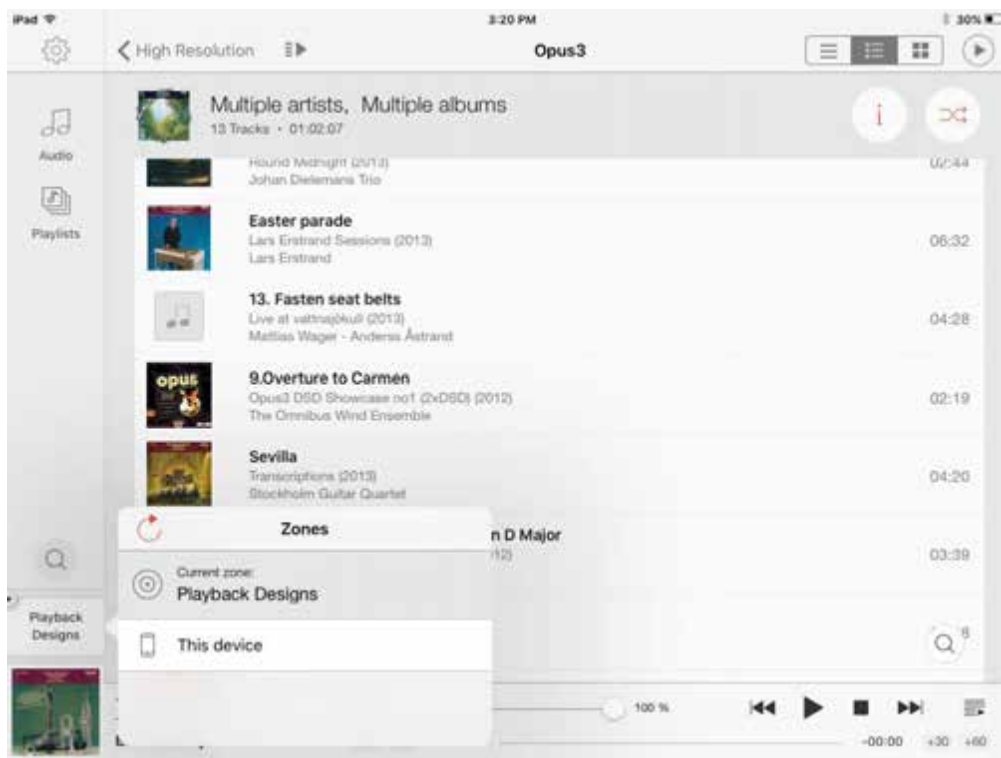 iPad
3:20 PM
30%
High Resolution
Opus3
Multiple artists, Multiple albums
13 Tracks • 01:02:07
Audio
Playlists
Round Midnight (2013)
Johan Dielemans Trio
02:44
Easter parade
Lars Erstrand Sessions (2013)
Lars Erstrand
06:32
13. Fasten seat belts
Live at vattnajökull (2013)
Mattias Wager - Anders Åstrand
04:28
opus
9.Overture to Carmen
Opus3 DSD Showcase no1 (2xDSD) (2012)
The Omnibus Wind Ensemble
02:19
Sevilla
Transcriptions (2013)
Stockholm Guitar Quartet
04:20
n D Major
03:39
Zones
Current zone:
Playback Designs
This device
Playback
Designs
100 %
-00:00 +30 +60